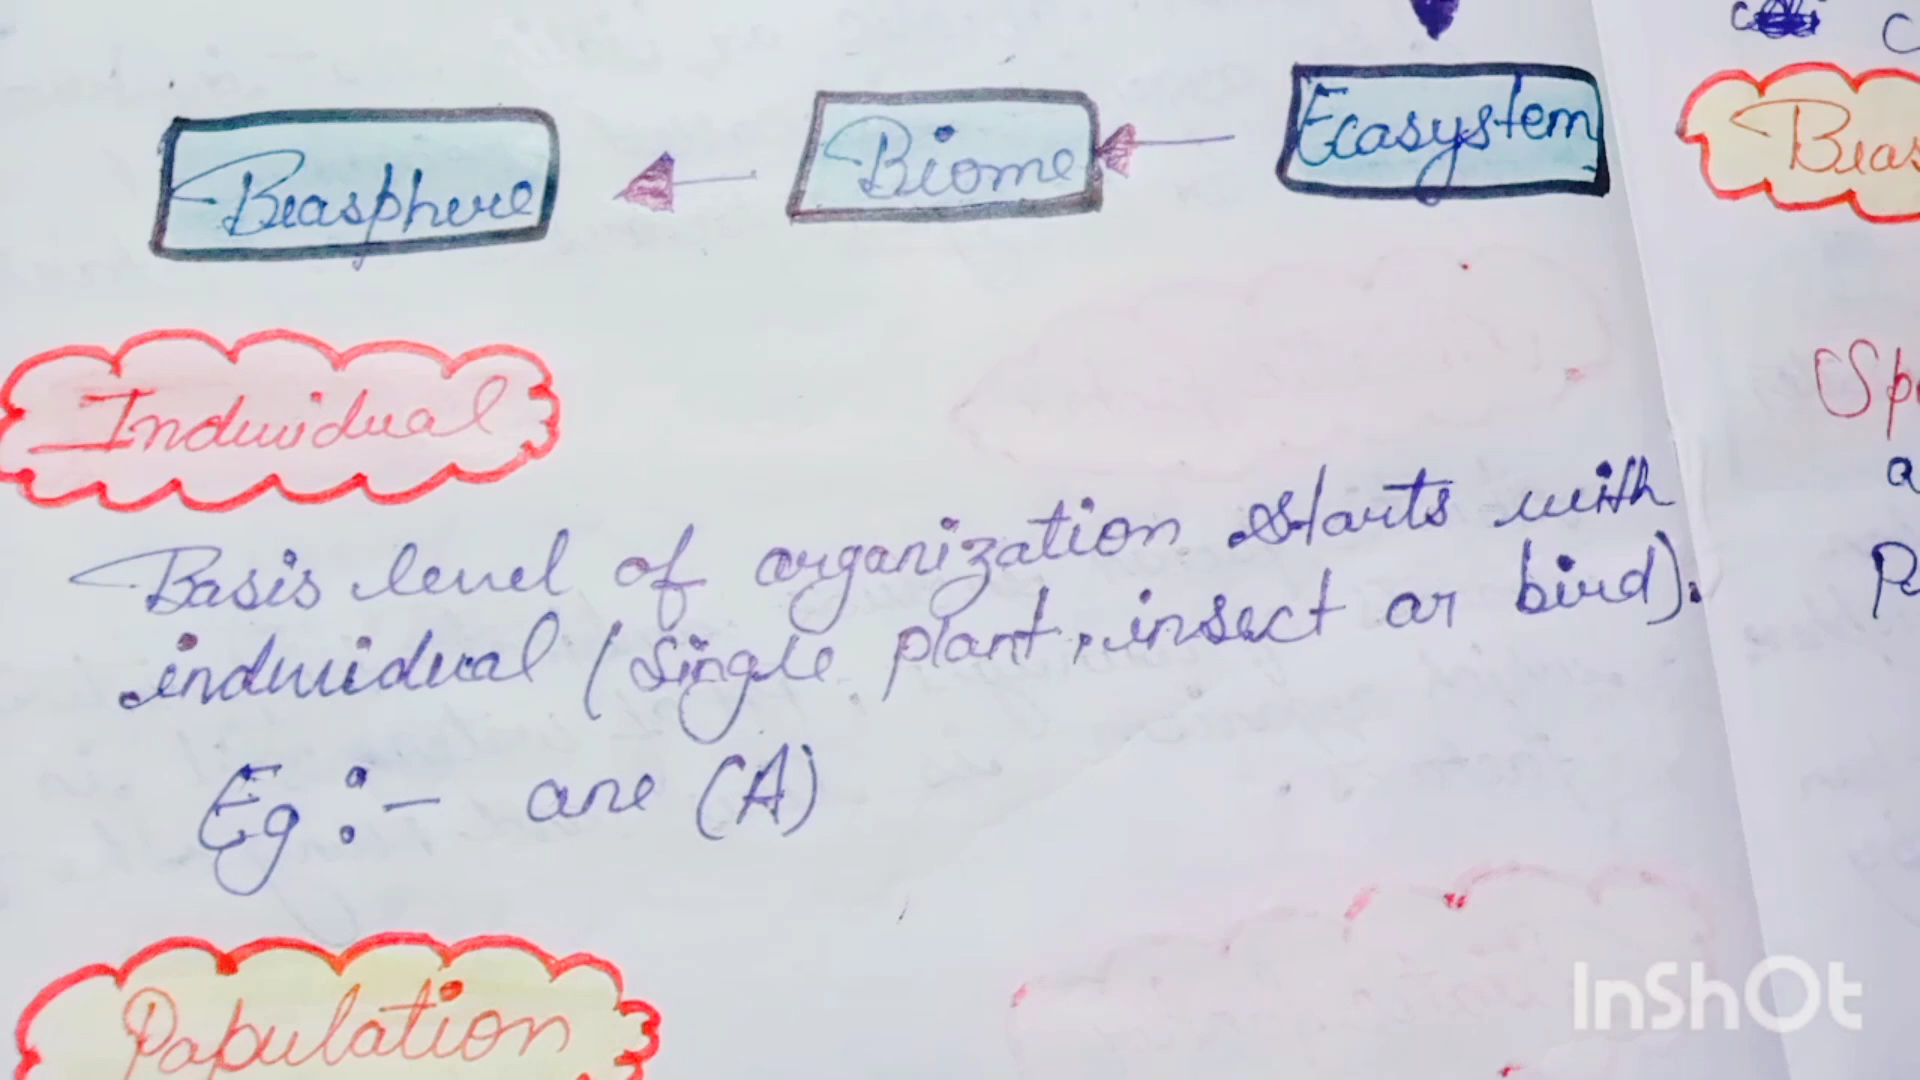 Ecosystem
Biome
Biosphere
Individual
Basis level of organization starts with
individual (single plant, insect or bird).
Eg :- one (A)
Population
InShOt